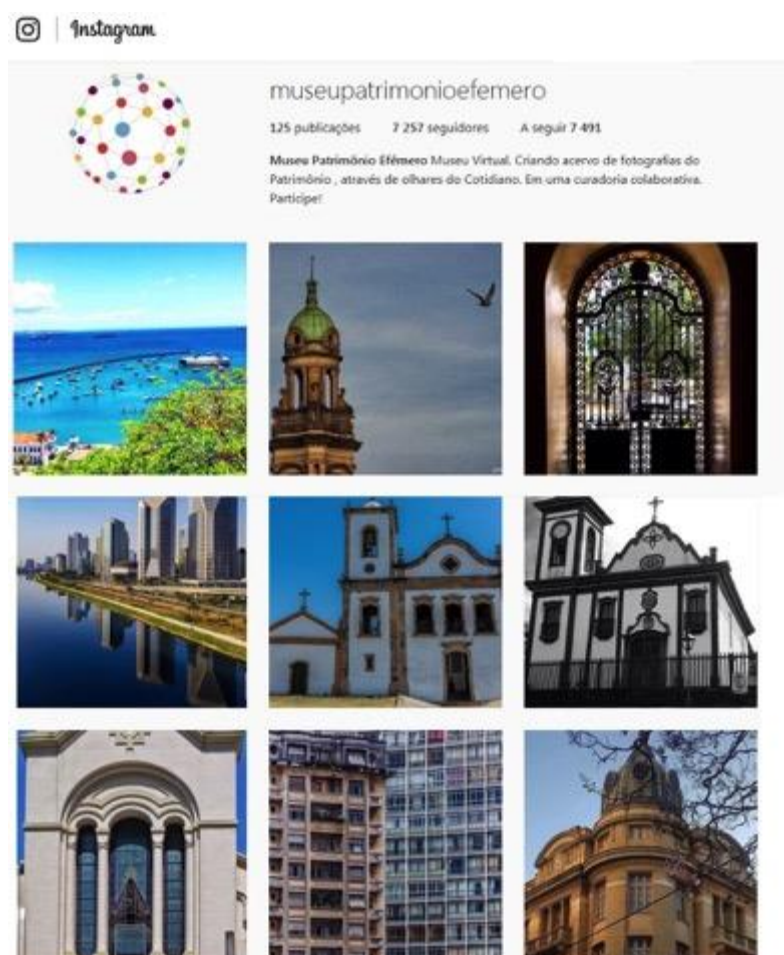 Instagram
museupatrimonioefemero
125 publicações 7 257 seguidores A seguir 7 491
Museu Patrimônio Efêmero Museu Virtual. Criando acervo de fotografias do
Patrimônio , através de olhares do Cotidiano. Em uma curadoria colaborativa.
Participe!